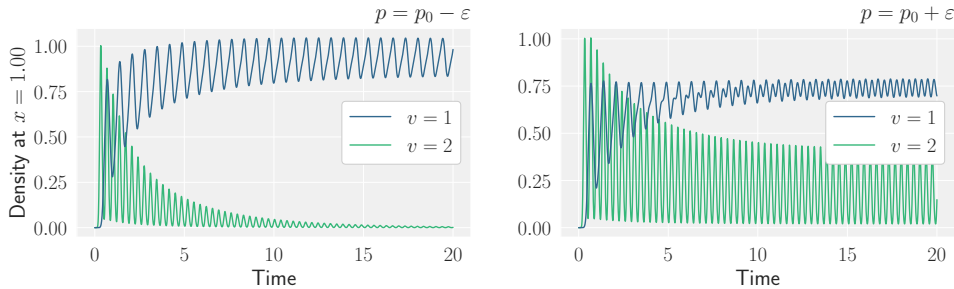 p = p₀ − ε
Density at x = 1.00
1.00
0.75
0.50
0.25
0.00
v = 1
v = 2
0 5 10 15 20
Time
p = p₀ + ε
1.00
0.75
0.50
0.25
0.00
v = 1
v = 2
0 5 10 15 20
Time